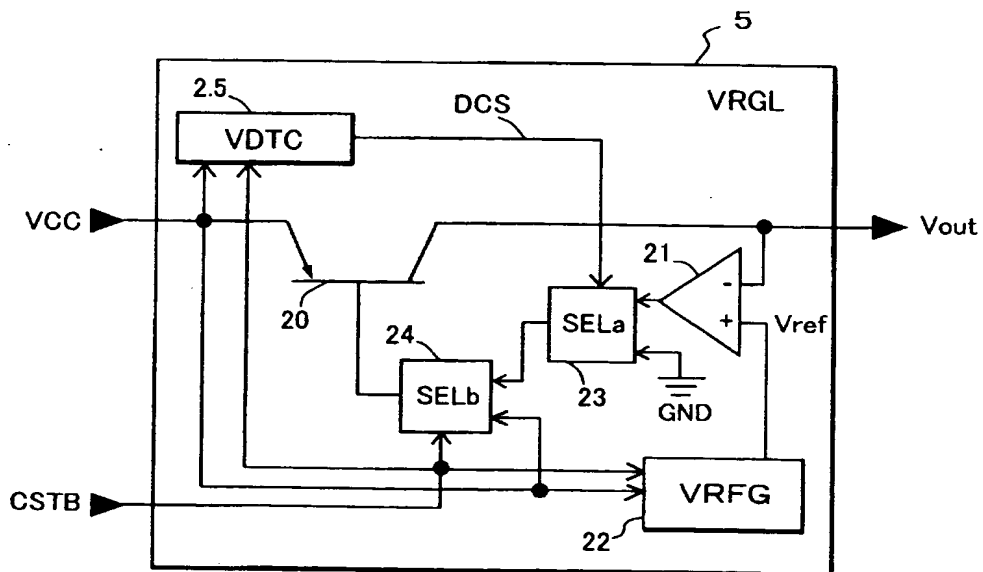 5
2.5
VRGL
VDTC
DCS
VCC
Vout
21
-
20
SELa
+
Vref
24
SELb
23
GND
CSTB
VRFG
22